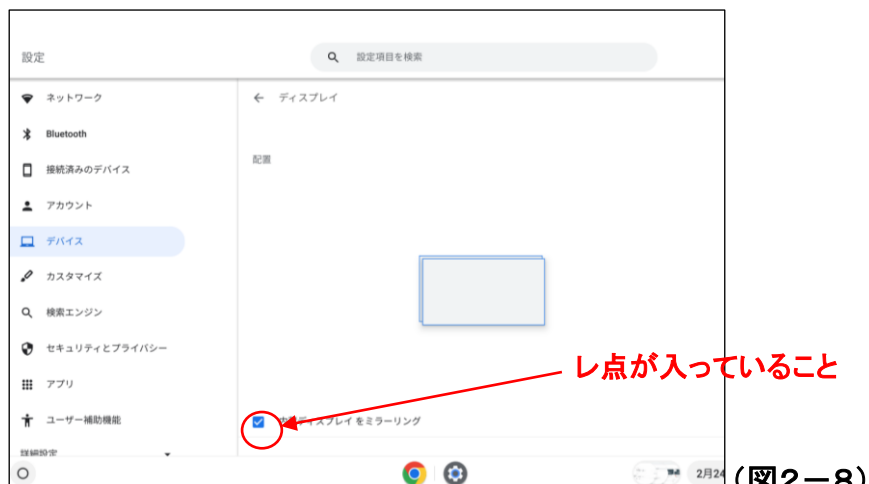 設定
設定項目を検索
ネットワーク
Bluetooth
接続済みのデバイス
アカウント
デバイス
カスタマイズ
検索エンジン
セキュリティとプライバシー
アプリ
ユーザー補助機能
詳細設定
ディスプレイ
配置
レ点が入っていること
ディスプレイ をミラーリング
2月24
(図2-8)